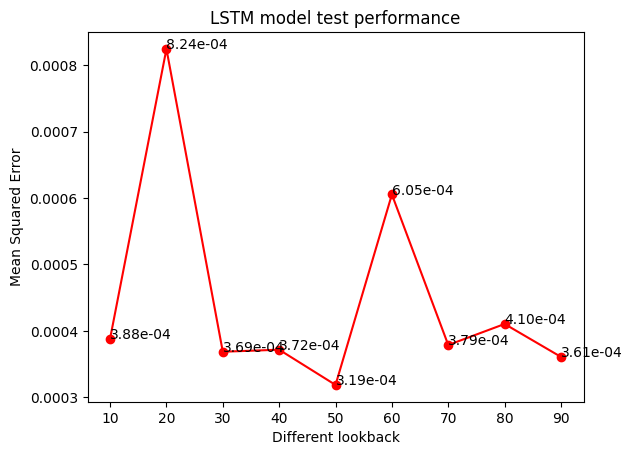 LSTM model test performance
Mean Squared Error
0.0008
0.0007
0.0006
0.0005
0.0004
0.0003
3.88e-04
8.24e-04
3.69e-04
3.72e-04
3.19e-04
6.05e-04
3.79e-04
4.10e-04
3.61e-04
10 20 30 40 50 60 70 80 90
Different lookback